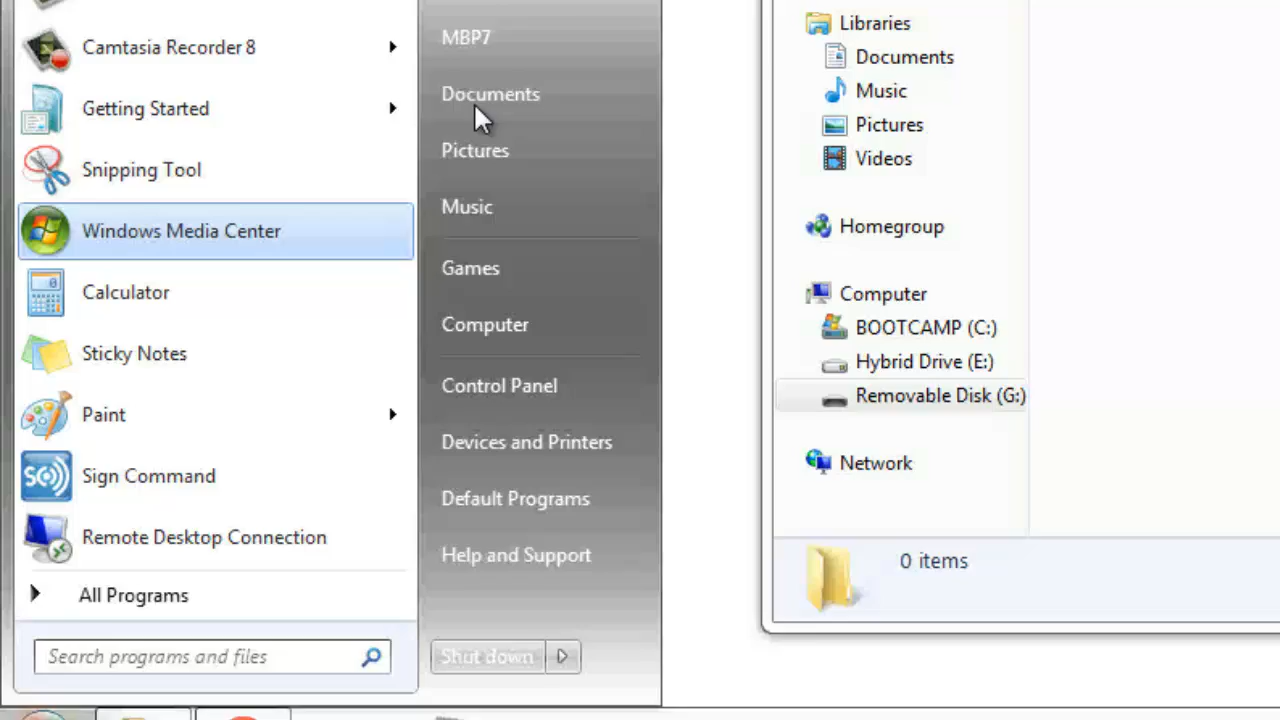 Camtasia Recorder 8
Getting Started
Snipping Tool
Windows Media Center
Calculator
Sticky Notes
Paint
Sign Command
Remote Desktop Connection
All Programs
Search programs and files
MBP7
Documents
Pictures
Music
Games
Computer
Control Panel
Devices and Printers
Default Programs
Help and Support
Shut down
Libraries
Documents
Music
Pictures
Videos
Homegroup
Computer
BOOTCAMP (C:)
Hybrid Drive (E:)
Removable Disk (G:)
Network
0 items